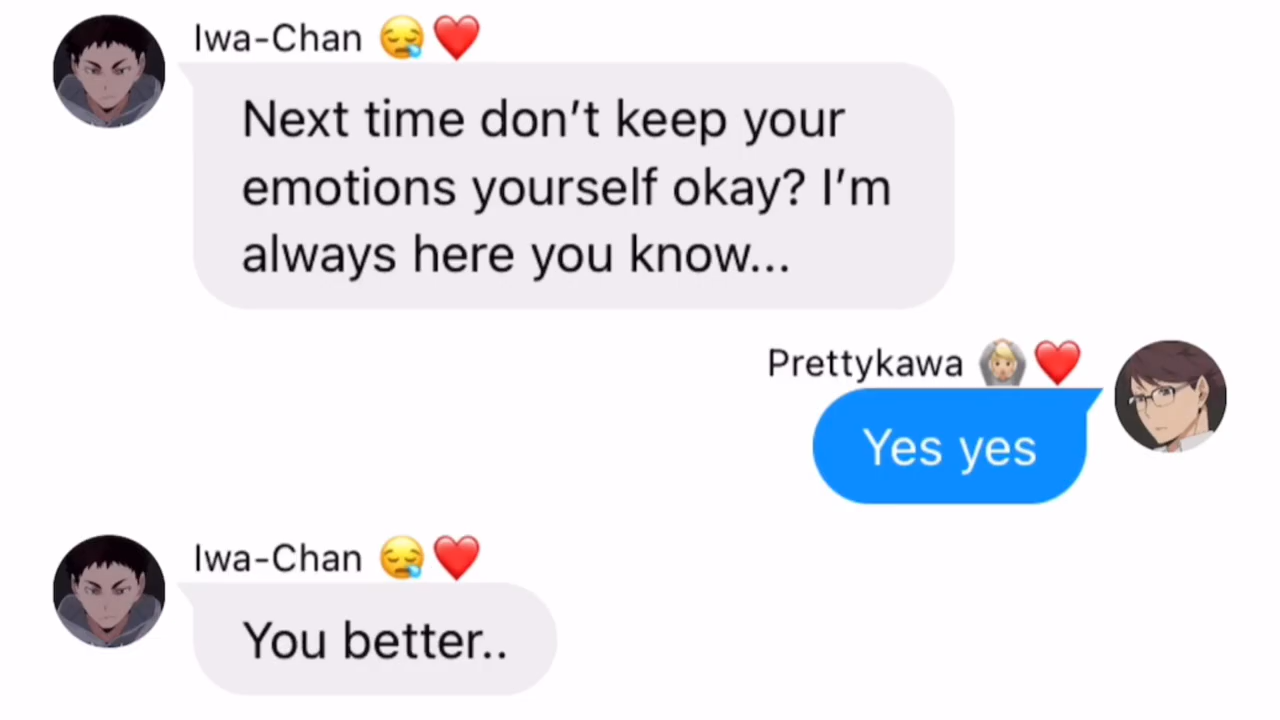 Iwa-Chan 😪❤️
Next time don't keep your
emotions yourself okay? I'm
always here you know...
Prettykawa 🙆🏼❤️
Yes yes
Iwa-Chan 😪❤️
You better..